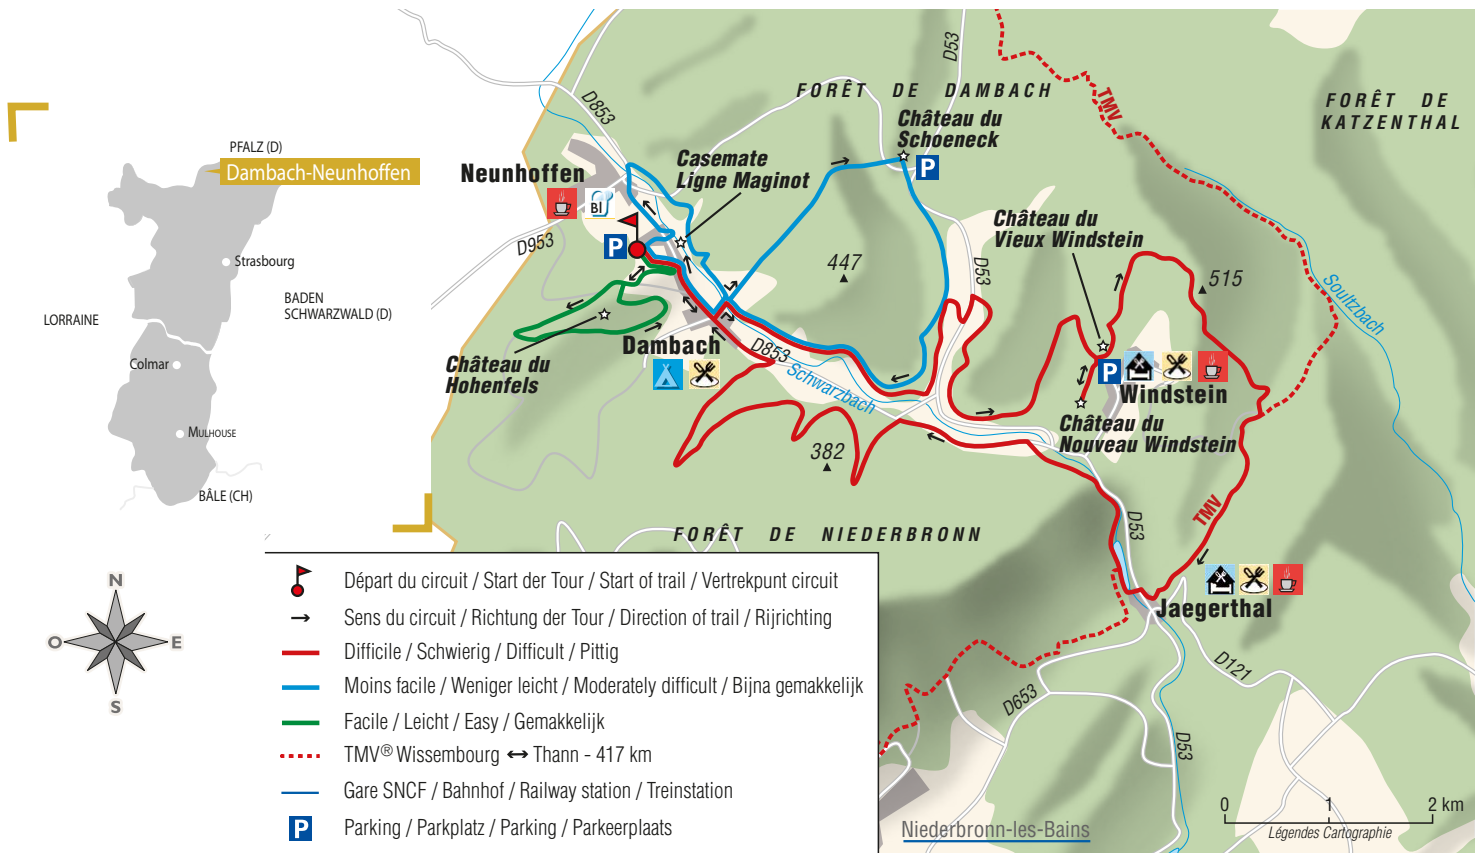 PFALZ (D)
Dambach-Neunhoffen
Strasbourg
BADEN
SCHWARZWALD (D)
LORRAINE
Colmar
MULHOUSE
BÂLE (CH)
N
O
E
S
D853
D53
FORÊT DE DAMBACH
TMV
FORÊT DE
KATZENTHAL
Château du
Schoeneck
P
Casemate
Ligne Maginot
Neunhoffen
BI
P
D953
Château du
Vieux Windstein
447
D53
515
Soultzbach
Dambach
D853
Château du
Hohenfels
Schwarzbach
P
Windstein
Château du
Nouveau Windstein
382
TMV
D53
FORÊT DE NIEDERBRONN
Jaegerthal
D121
D653
D53
Niederbronn-les-Bains
0 1 2 km
Légendes Cartographie
Départ du circuit / Start der Tour / Start of trail / Vertrekpunt circuit
Sens du circuit / Richtung der Tour / Direction of trail / Rijrichting
Difficile / Schwierig / Difficult / Pittig
Moins facile / Weniger leicht / Moderately difficult / Bijna gemakkelijk
Facile / Leicht / Easy / Gemakkelijk
TMV® Wissembourg ↔ Thann - 417 km
Gare SNCF / Bahnhof / Railway station / Treinstation
P Parking / Parkplatz / Parking / Parkeerplaats